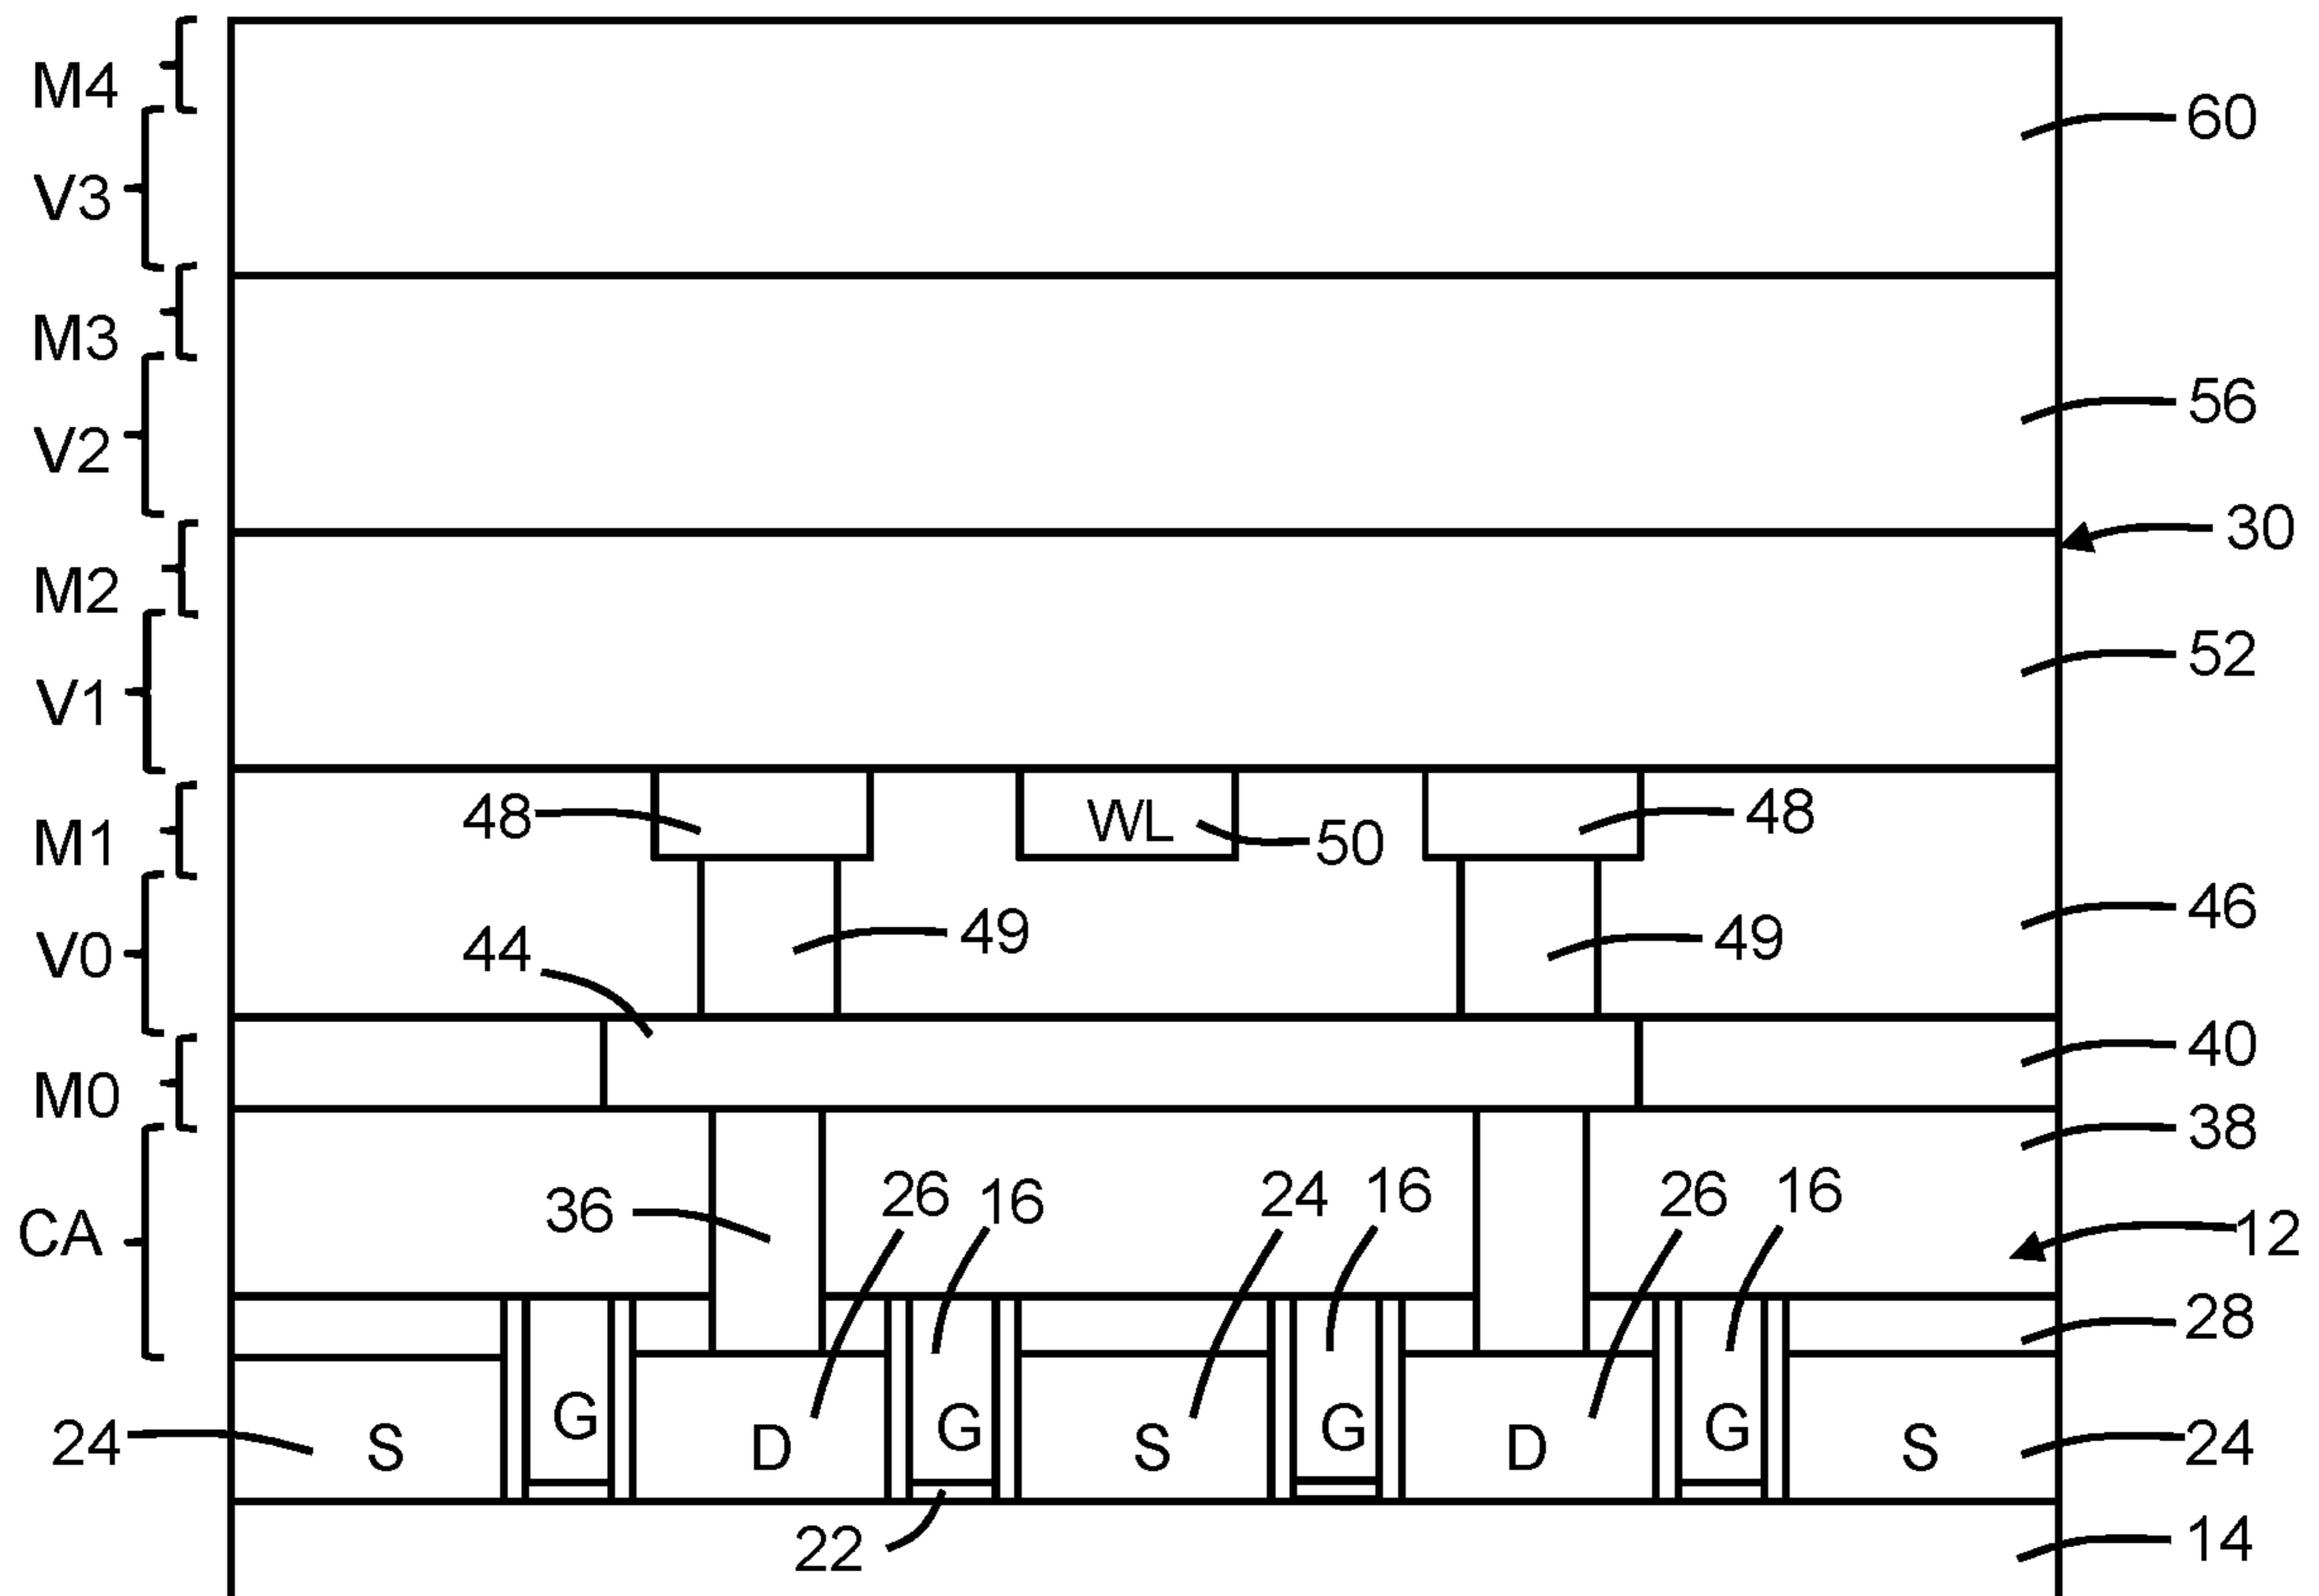 M4
60
V3
M3
56
V2
30
M2
52
V1
48 WL 50 48
M1
46
49 49
V0 44
40
M0
38
36 26 16 24 16 26 16
CA 12
28
G G G G
24 S D S D S 24
22 14